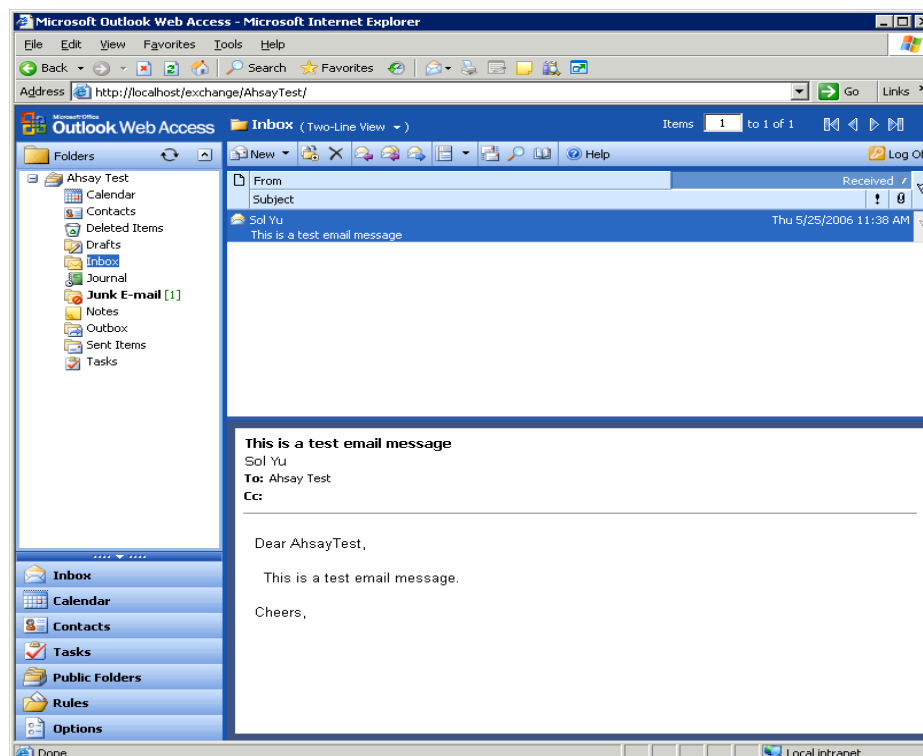 Microsoft Outlook Web Access - Microsoft Internet Explorer
File Edit View Favorites Tools Help
Back Search Favorites
Address http://localhost/exchange/AhsayTest/ Go Links
Microsoft Office
Outlook Web Access Inbox (Two-Line View) Items 1 to 1 of 1
Folders New Help Log Of
Ahsay Test
Calendar
Contacts
Deleted Items
Drafts
Inbox
Journal
Junk E-mail [1]
Notes
Outbox
Sent Items
Tasks
From Received
Subject
Sol Yu Thu 5/25/2006 11:38 AM
This is a test email message
This is a test email message
Sol Yu
To: Ahsay Test
Cc:
Dear AhsayTest,
This is a test email message.
Cheers,
Inbox
Calendar
Contacts
Tasks
Public Folders
Rules
Options
Done Local intranet